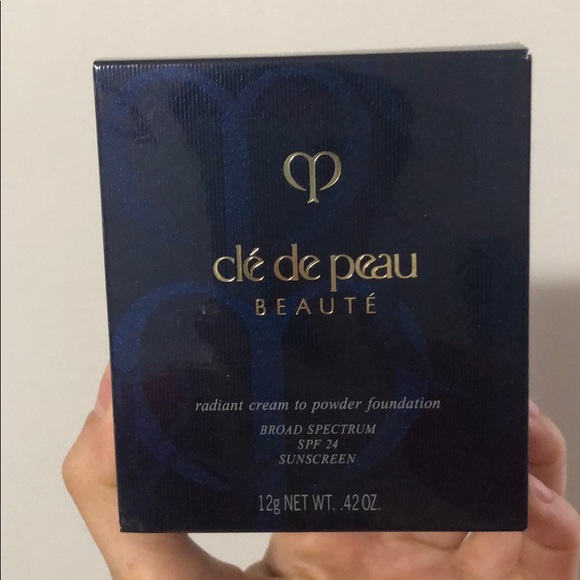 clé de peau
BEAUTÉ
radiant cream to powder foundation
BROAD SPECTRUM
SPF 24
SUNSCREEN
12g NET WT. .42 OZ.